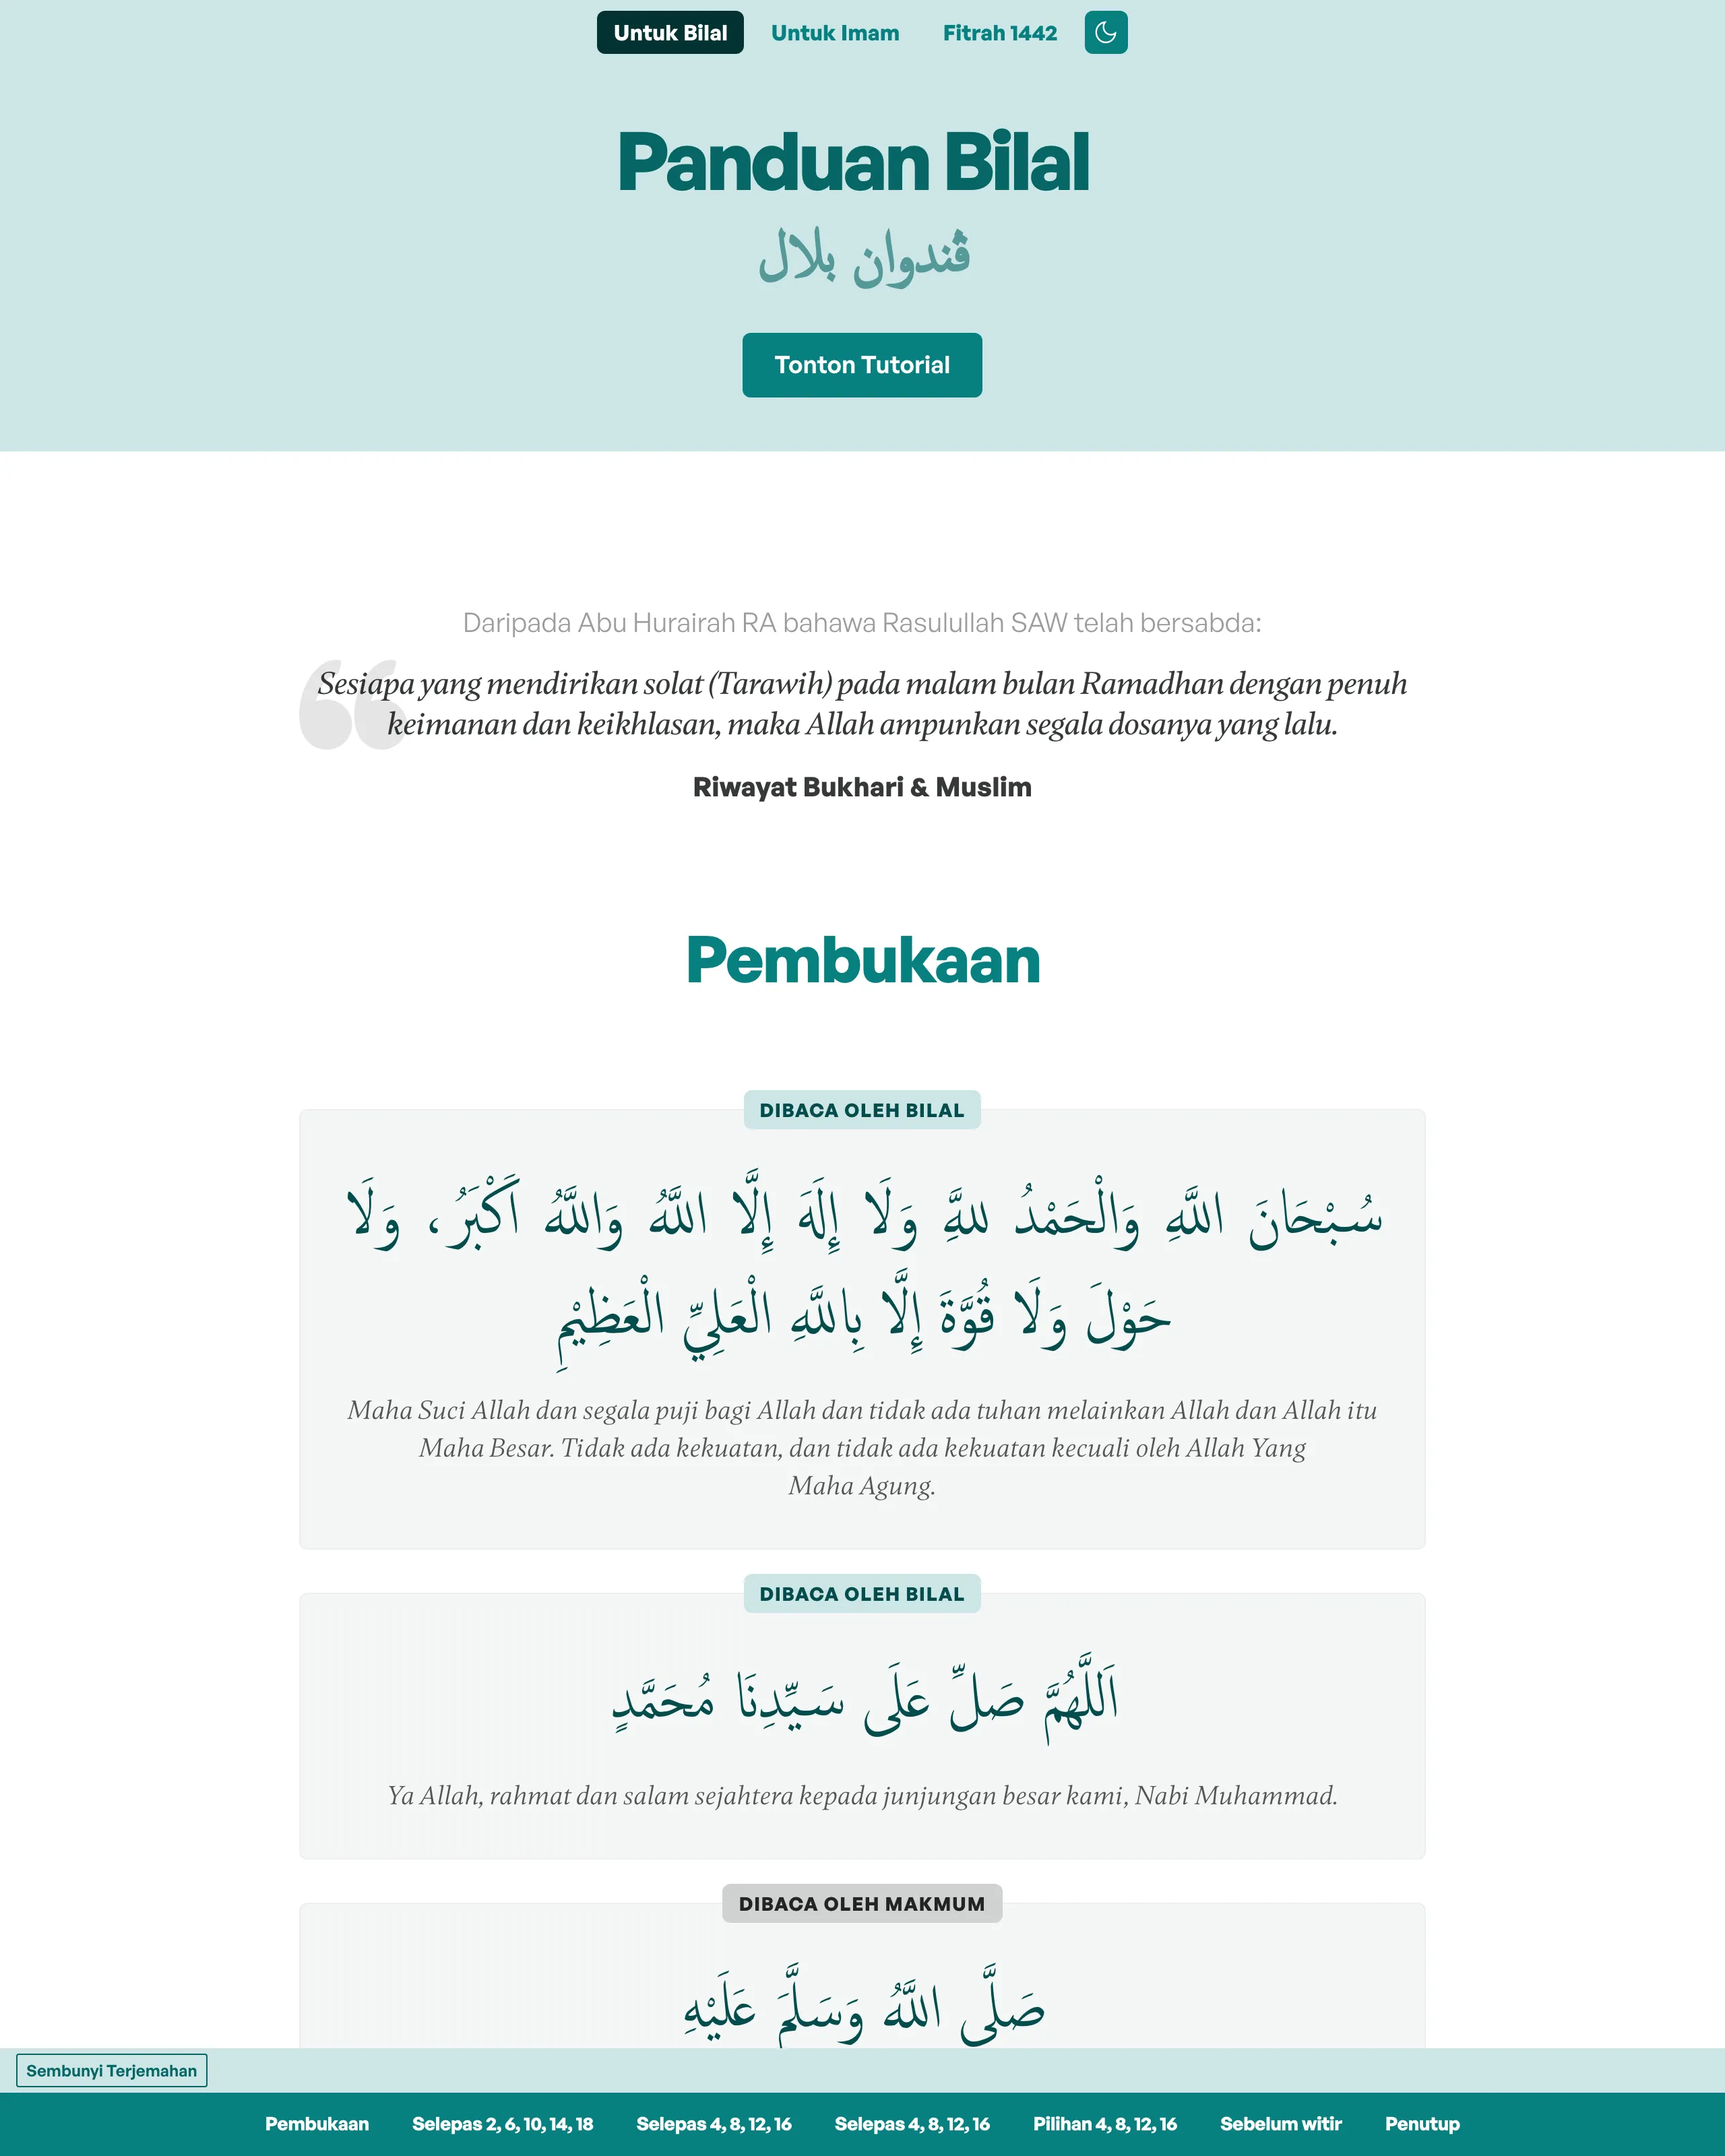 Untuk Bilal
Untuk Imam
Fitrah 1442
Panduan Bilal
ڤندوان بلال
Tonton Tutorial
Daripada Abu Hurairah RA bahawa Rasulullah SAW telah bersabda:
Sesiapa yang mendirikan solat (Tarawih) pada malam bulan Ramadhan dengan penuh
keimanan dan keikhlasan, maka Allah ampunkan segala dosanya yang lalu.
Riwayat Bukhari & Muslim
Pembukaan
DIBACA OLEH BILAL
سُبْحَانَ اللَّهِ وَالْحَمْدُ للهَِّ وَلَا إِلَهَ إِلَّا اللَّهُ وَاللَّهُ أَكْبَرُ، وَلَا
حَوْلَ وَلَا قُوَّةَ إِلَّا بِاللَّهِ الْعَلِيِّ الْعَظِيْمِ
Maha Suci Allah dan segala puji bagi Allah dan tidak ada tuhan melainkan Allah dan Allah itu
Maha Besar. Tidak ada kekuatan, dan tidak ada kekuatan kecuali oleh Allah Yang
Maha Agung.
DIBACA OLEH BILAL
اَللَّهُمَّ صَلِّ عَلَى سَيِّدِنَا مُحَمَّدٍ
Ya Allah, rahmat dan salam sejahtera kepada junjungan besar kami, Nabi Muhammad.
DIBACA OLEH MAKMUM
صَلَّى اللَّهُ وَسَلَّمَ عَلَيْهِ
Sembunyi Terjemahan
Pembukaan
Selepas 2, 6, 10, 14, 18
Selepas 4, 8, 12, 16
Selepas 4, 8, 12, 16
Pilihan 4, 8, 12, 16
Sebelum witir
Penutup